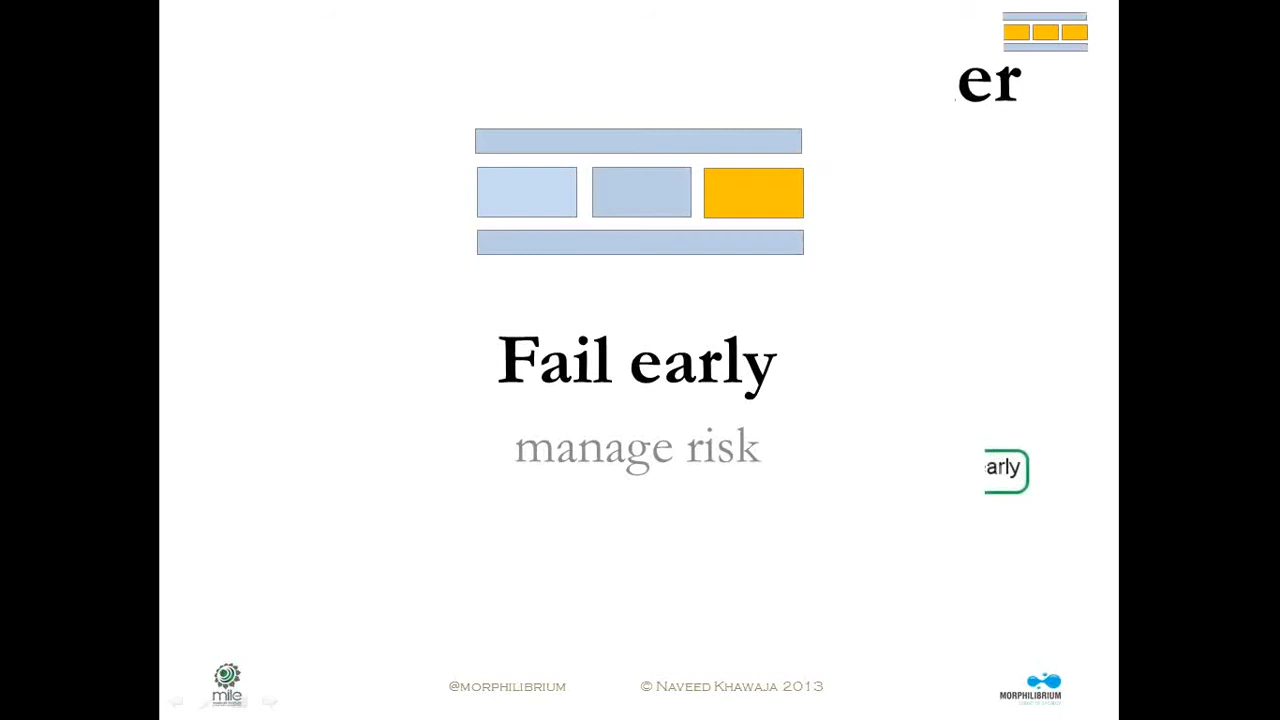 er
Fail early
manage risk
arly
mile
@MORPHILIBRIUM
© NAVEED KHAWAJA 2013
MORPHILIBRIUM